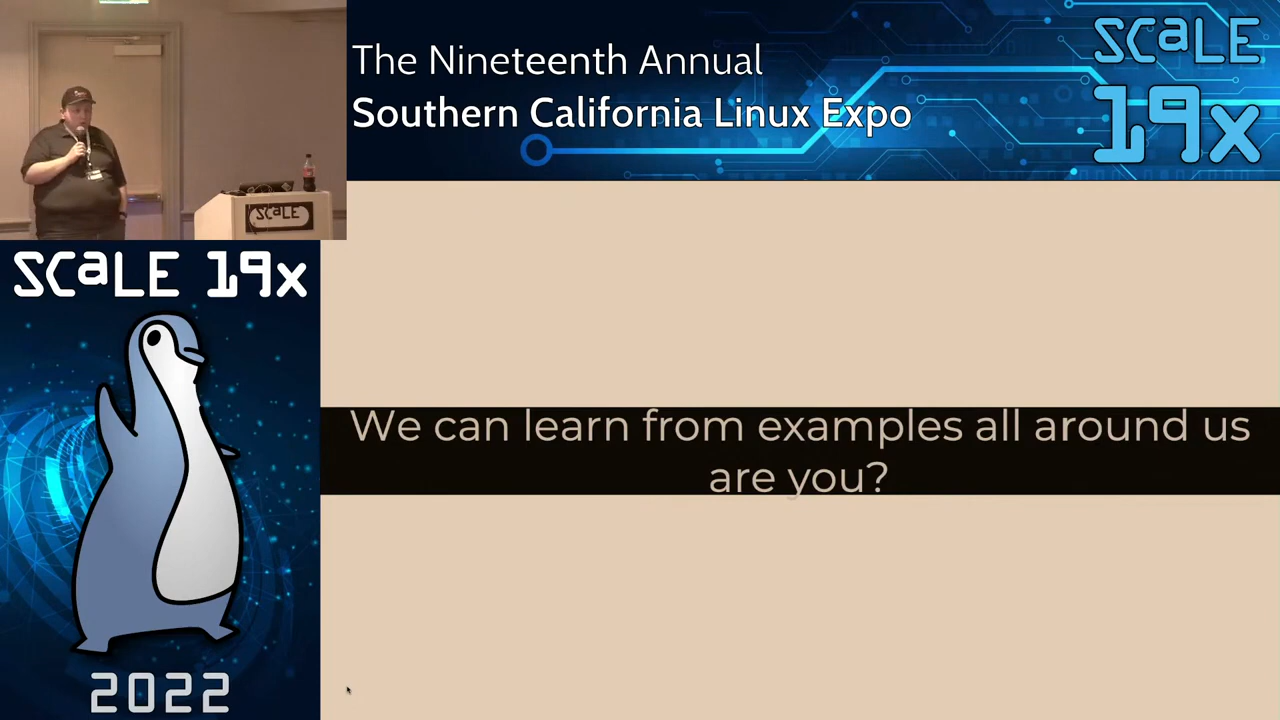 The Nineteenth Annual
Southern California Linux Expo
SCaLE
19x
SCaLE
SCaLE 19x
We can learn from examples all around us
are you?
2022